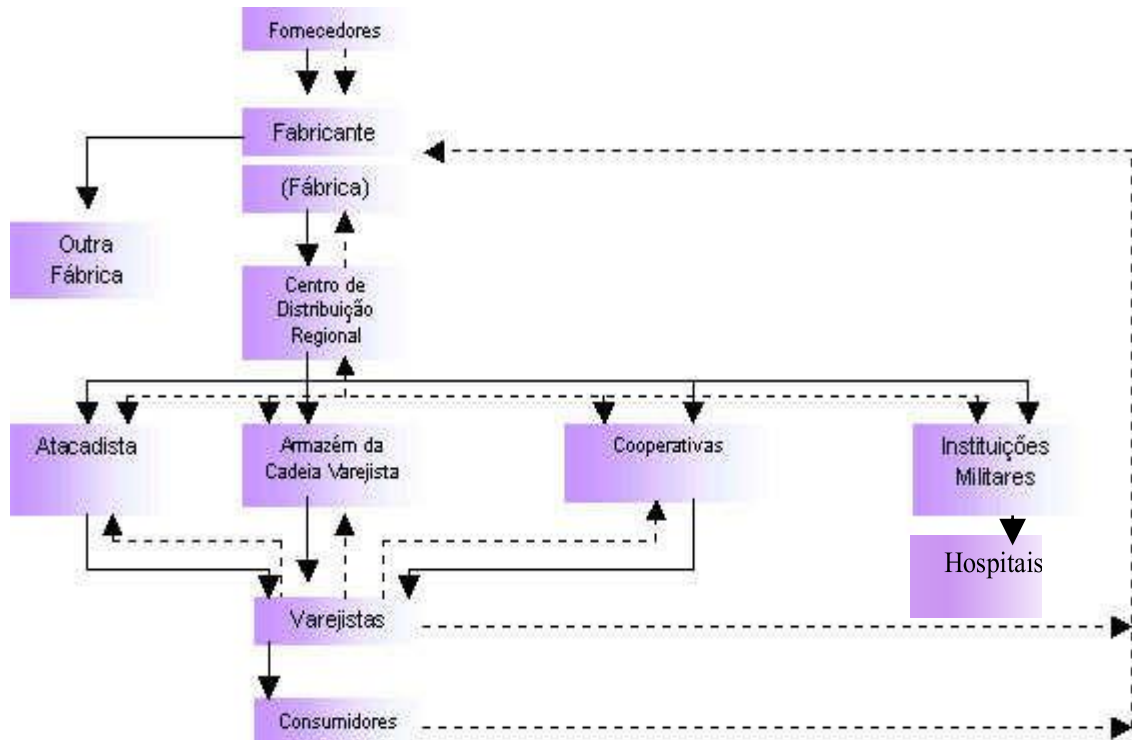 Fornecedores
Fabricante
(Fábrica)
Outra
Fábrica
Centro de
Distribuição
Regional
Atacadista
Armazém da
Cadeia Varejista
Cooperativas
Instituições
Militares
Hospitais
Varejistas
Consumidores